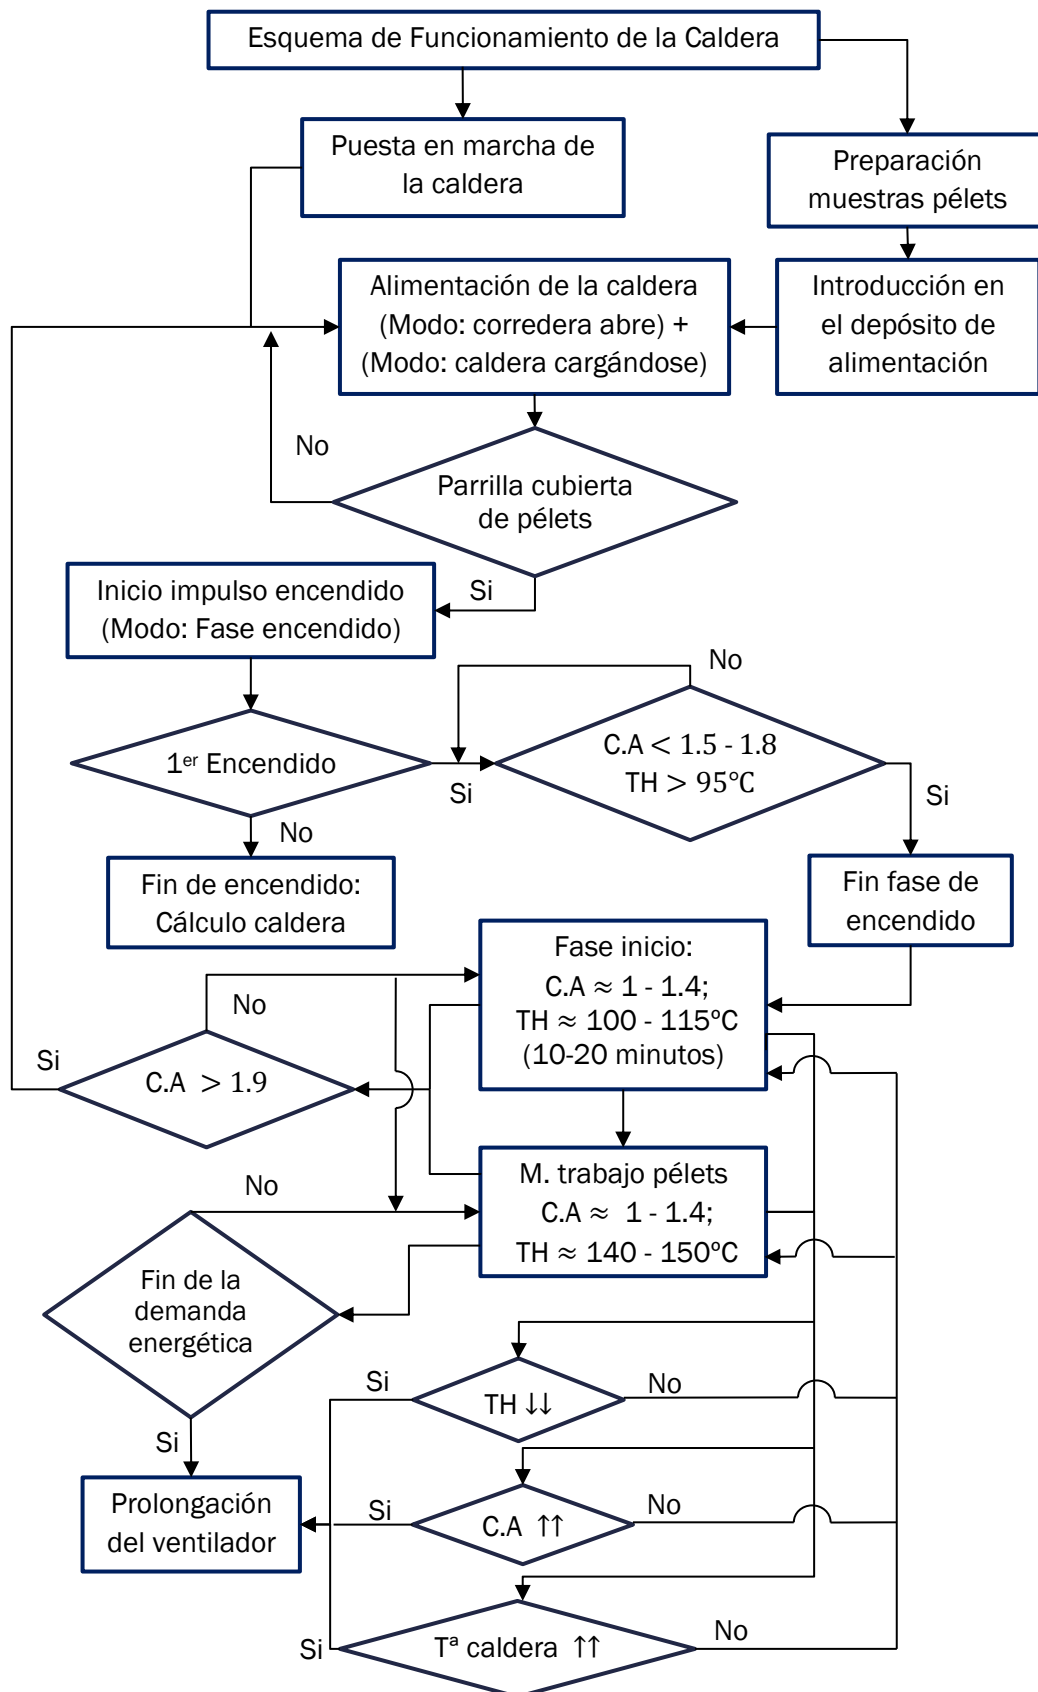 Esquema de Funcionamiento de la Caldera
Puesta en marcha de
la caldera
Preparación
muestras pélets
Alimentación de la caldera
(Modo: corredera abre) +
(Modo: caldera cargándose)
Introducción en
el depósito de
alimentación
No
Parrilla cubierta
de pélets
Si
Inicio impulso encendido
(Modo: Fase encendido)
No
1er Encendido
Si
C.A < 1.5 - 1.8
TH > 95°C
Si
No
Fin de encendido:
Cálculo caldera
Fin fase de
encendido
Fase inicio:
C.A ≈ 1 - 1.4;
TH ≈ 100 - 115ºC
(10-20 minutos)
No
Si
C.A > 1.9
M. trabajo pélets
C.A ≈ 1 - 1.4;
TH ≈ 140 - 150ºC
No
Fin de la
demanda
energética
Si
Si
TH ↓↓
No
Prolongación
del ventilador
Si
C.A ↑↑
No
Si
Tª caldera ↑↑
No